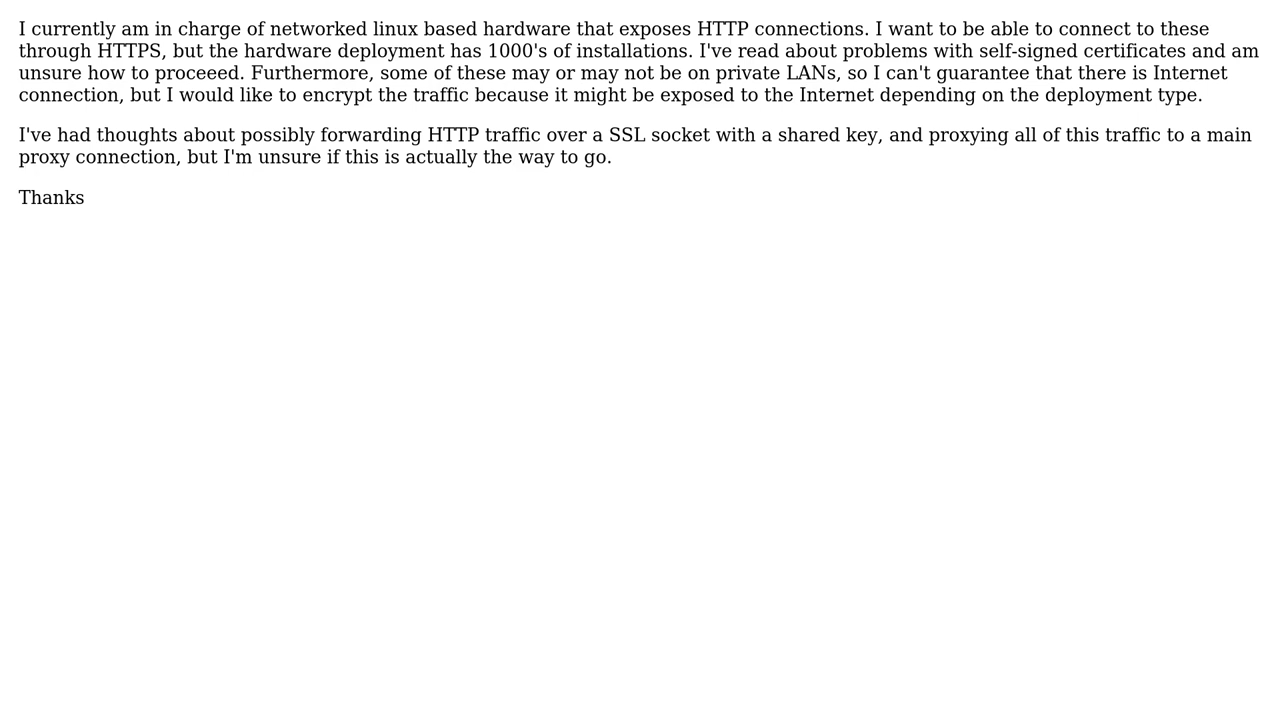 I currently am in charge of networked linux based hardware that exposes HTTP connections. I want to be able to connect to these
through HTTPS, but the hardware deployment has 1000's of installations. I've read about problems with self-signed certificates and am
unsure how to proceeed. Furthermore, some of these may or may not be on private LANs, so I can't guarantee that there is Internet
connection, but I would like to encrypt the traffic because it might be exposed to the Internet depending on the deployment type.
I've had thoughts about possibly forwarding HTTP traffic over a SSL socket with a shared key, and proxying all of this traffic to a main
proxy connection, but I'm unsure if this is actually the way to go.
Thanks